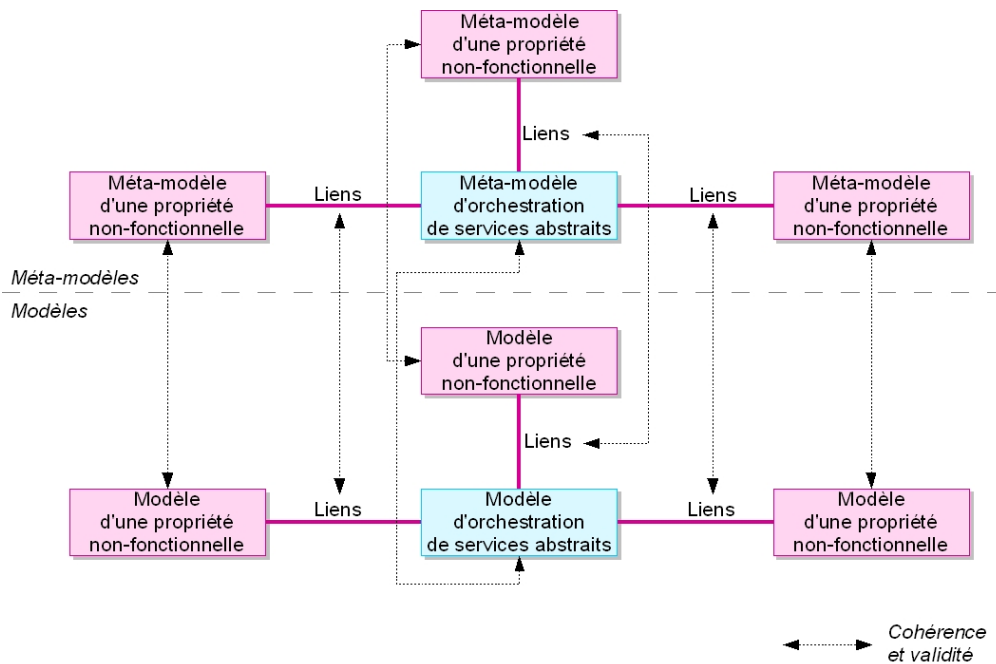 Méta-modèle
d'une propriété
non-fonctionnelle
Liens
Méta-modèle
d'une propriété
non-fonctionnelle
Liens
Méta-modèle
d'orchestration
de services abstraits
Liens
Méta-modèle
d'une propriété
non-fonctionnelle
Méta-modèles
Modèles
Modèle
d'une propriété
non-fonctionnelle
Liens
Modèle
d'une propriété
non-fonctionnelle
Liens
Modèle
d'orchestration
de services abstraits
Liens
Modèle
d'une propriété
non-fonctionnelle
Cohérence
et validité